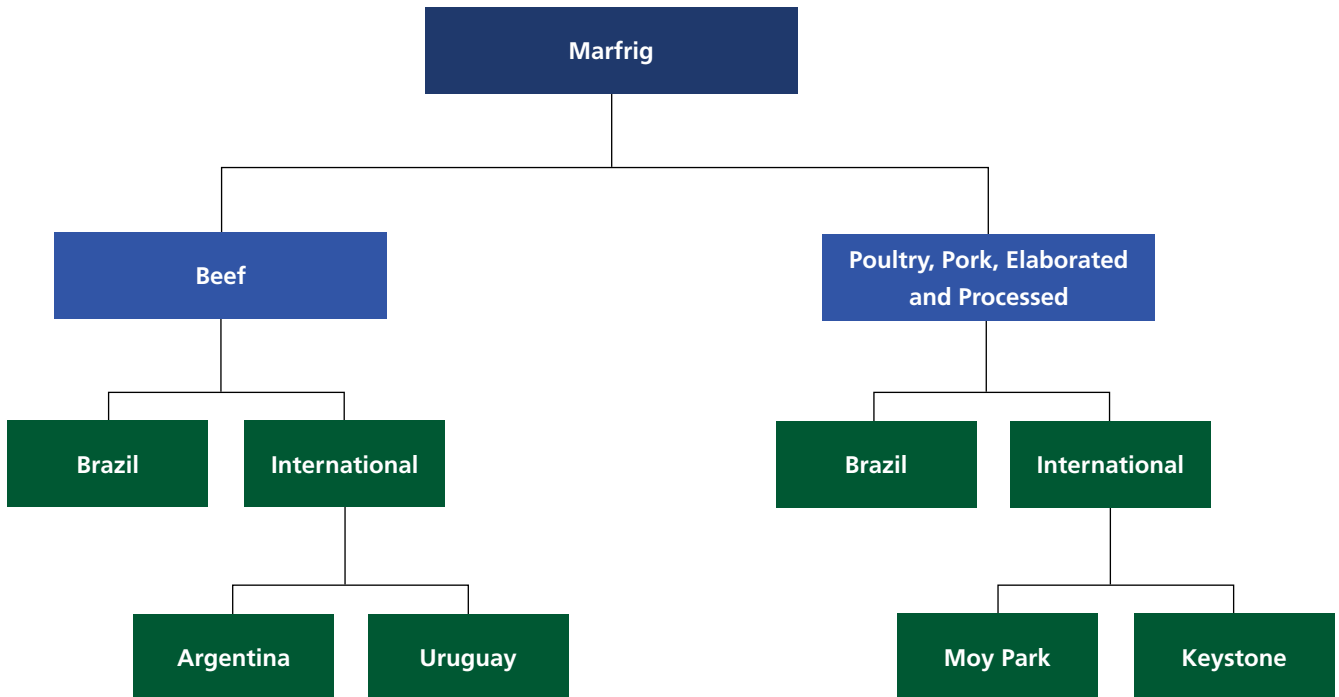 Marfrig
Beef
Poultry, Pork, Elaborated
and Processed
Brazil
International
Brazil
International
Argentina
Uruguay
Moy Park
Keystone